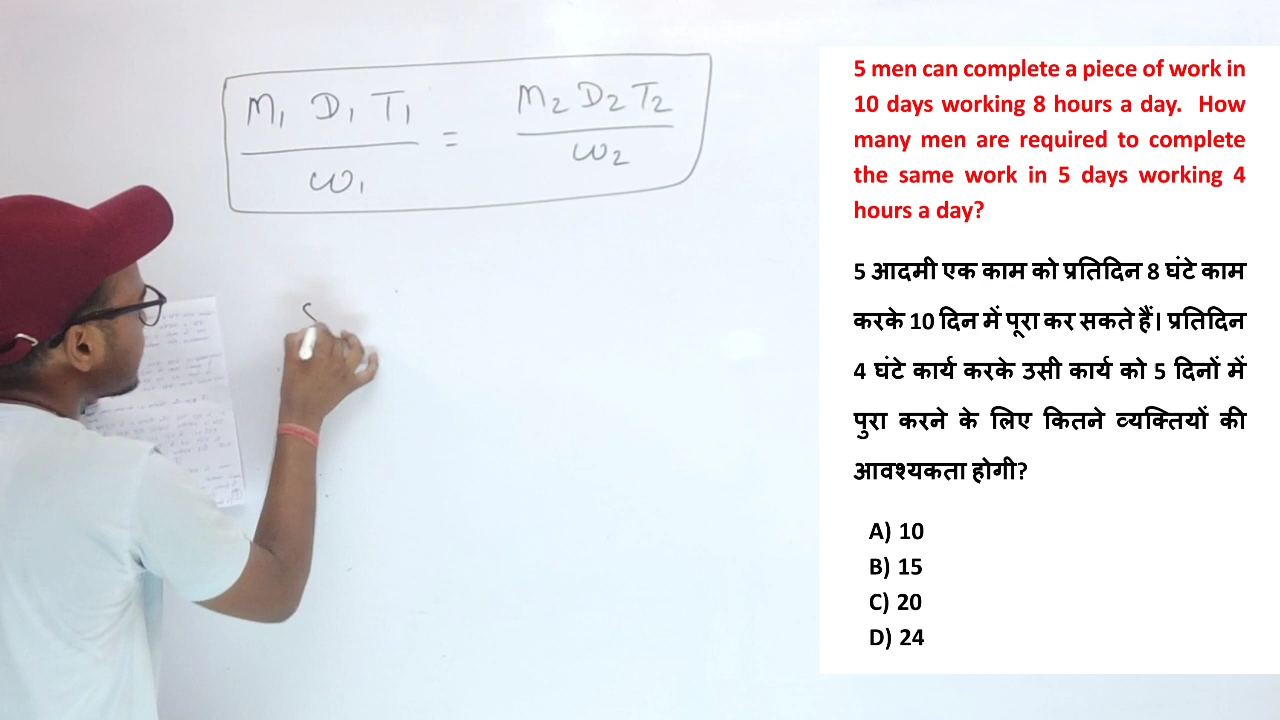 M₁ D₁ T₁ = M₂ D₂ T₂
ω₁ ω₂
5 men can complete a piece of work in
10 days working 8 hours a day. How
many men are required to complete
the same work in 5 days working 4
hours a day?
5 आदमी एक काम को प्रतिदिन 8 घंटे काम
करके 10 दिन में पूरा कर सकते हैं। प्रतिदिन
4 घंटे कार्य करके उसी कार्य को 5 दिनों में
पुरा करने के लिए कितने व्यक्तियों की
आवश्यकता होगी?
A) 10
B) 15
C) 20
D) 24